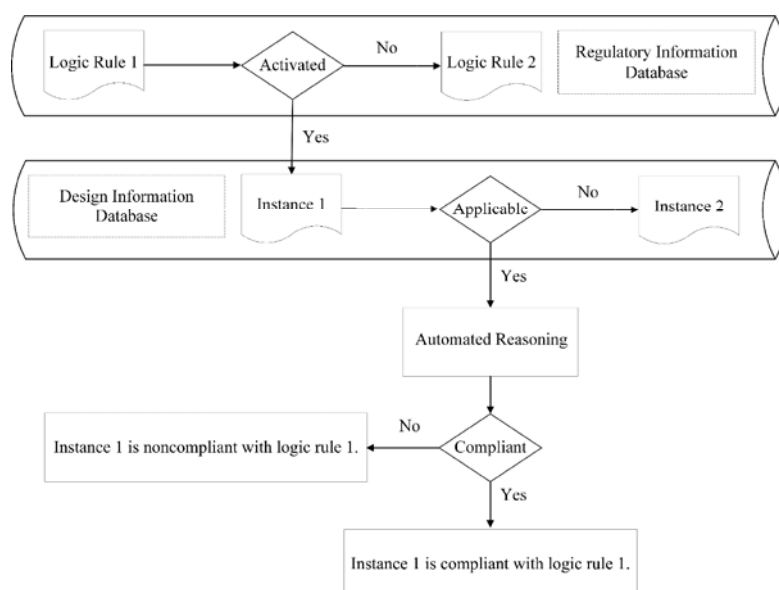 Logic Rule 1
Activated
No
Logic Rule 2
Regulatory Information
Database
Yes
Design Information
Database
Instance 1
Applicable
No
Instance 2
Yes
Automated Reasoning
Instance 1 is noncompliant with logic rule 1.
No
Compliant
Yes
Instance 1 is compliant with logic rule 1.